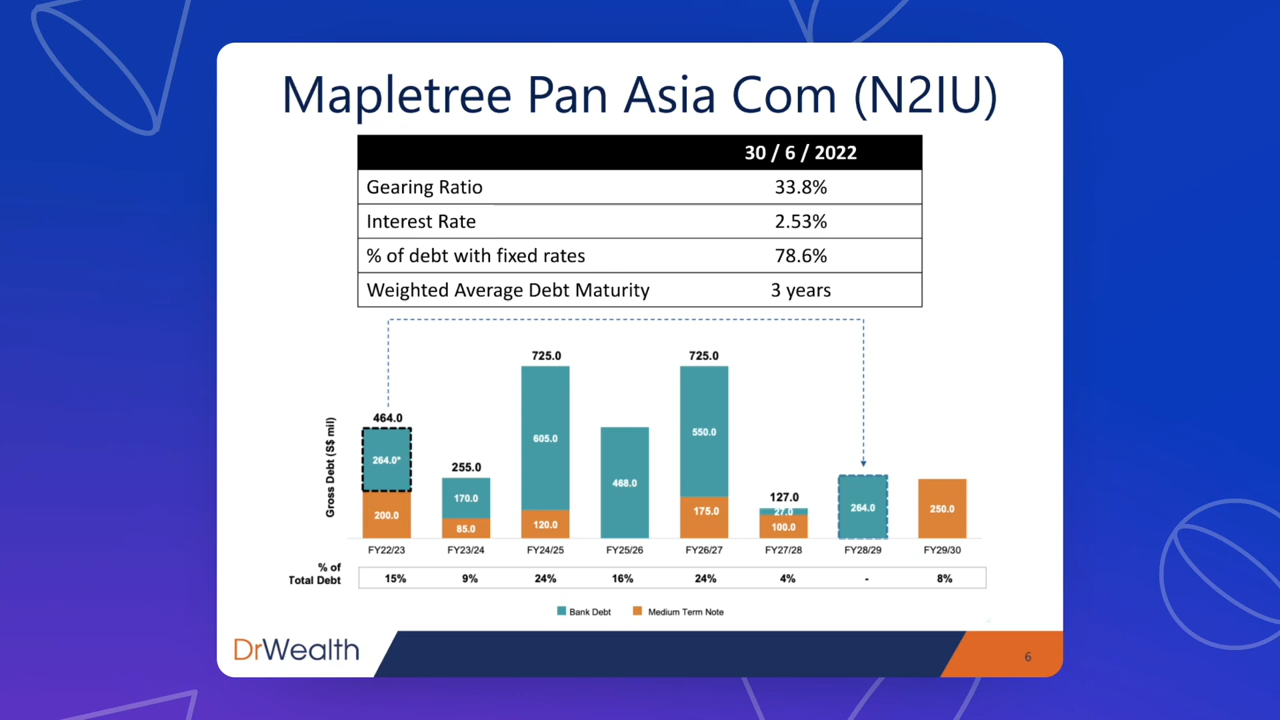 Mapletree Pan Asia Com (N2IU)
30 / 6 / 2022
Gearing Ratio 33.8%
Interest Rate 2.53%
% of debt with fixed rates 78.6%
Weighted Average Debt Maturity 3 years
Gross Debt (S$ mil)
464.0 255.0 725.0 725.0 127.0
264.0* 170.0 605.0 468.0 550.0 27.0 264.0 250.0
200.0 85.0 120.0 175.0 100.0
FY22/23 FY23/24 FY24/25 FY25/26 FY26/27 FY27/28 FY28/29 FY29/30
% of
Total Debt 15% 9% 24% 16% 24% 4% - 8%
Bank Debt Medium Term Note
DrWealth 6